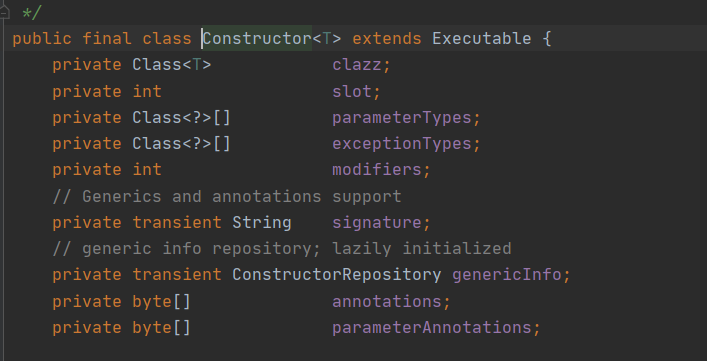 */
public final class Constructor<T> extends Executable {
    private Class<T>            clazz;
    private int                 slot;
    private Class<?>[]          parameterTypes;
    private Class<?>[]          exceptionTypes;
    private int                 modifiers;
    // Generics and annotations support
    private transient String    signature;
    // generic info repository; lazily initialized
    private transient ConstructorRepository genericInfo;
    private byte[]              annotations;
    private byte[]              parameterAnnotations;